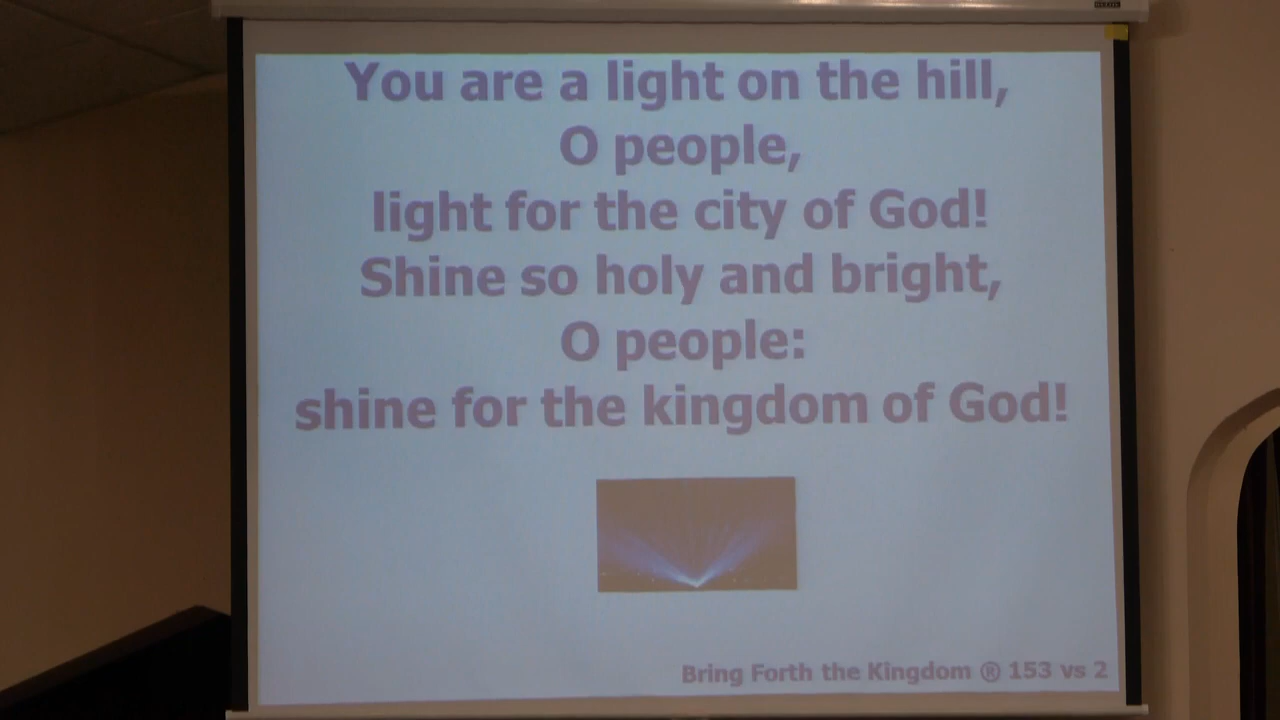 You are a light on the hill,
O people,
light for the city of God!
Shine so holy and bright,
O people:
shine for the kingdom of God!
Bring Forth the Kingdom ® 153 vs 2